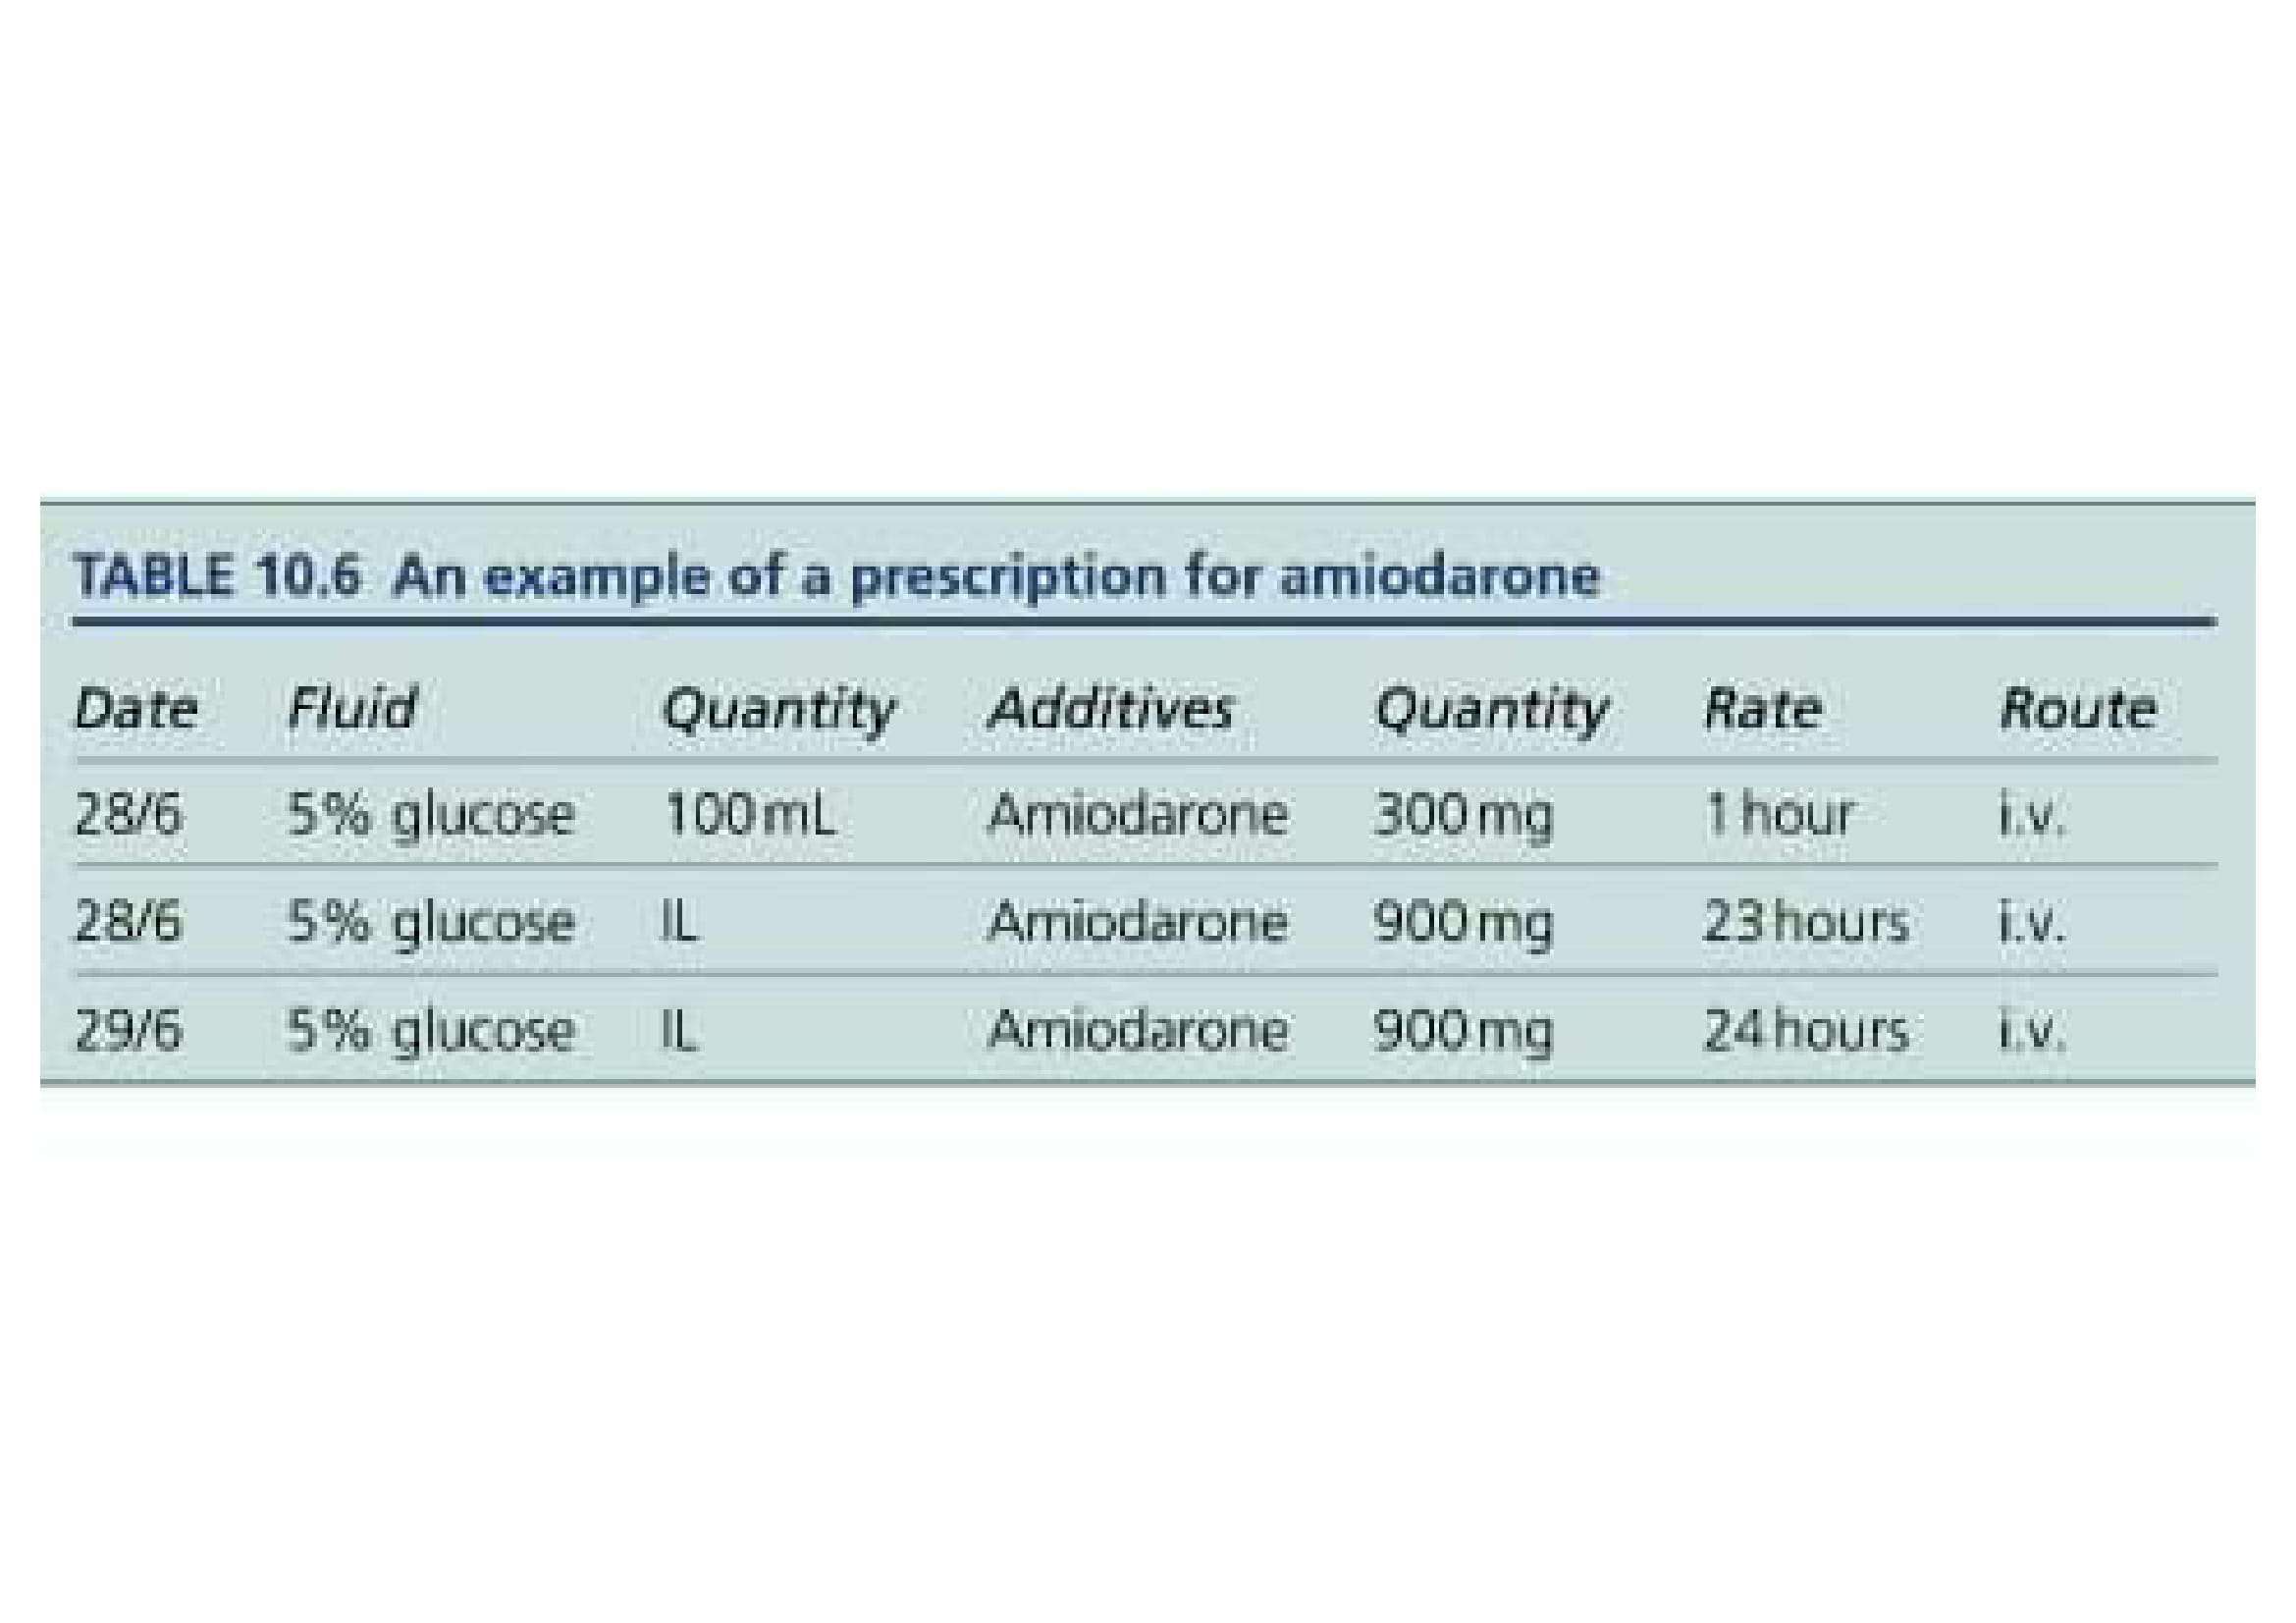 TABLE 10.6 An example of a prescription for amiodarone
Date Fluid Quantity Additives Quantity Rate Route
28/6 5% glucose 100 mL Amiodarone 300 mg 1 hour i.v.
28/6 5% glucose IL Amiodarone 900 mg 23 hours i.v.
29/6 5% glucose IL Amiodarone 900 mg 24 hours i.v.